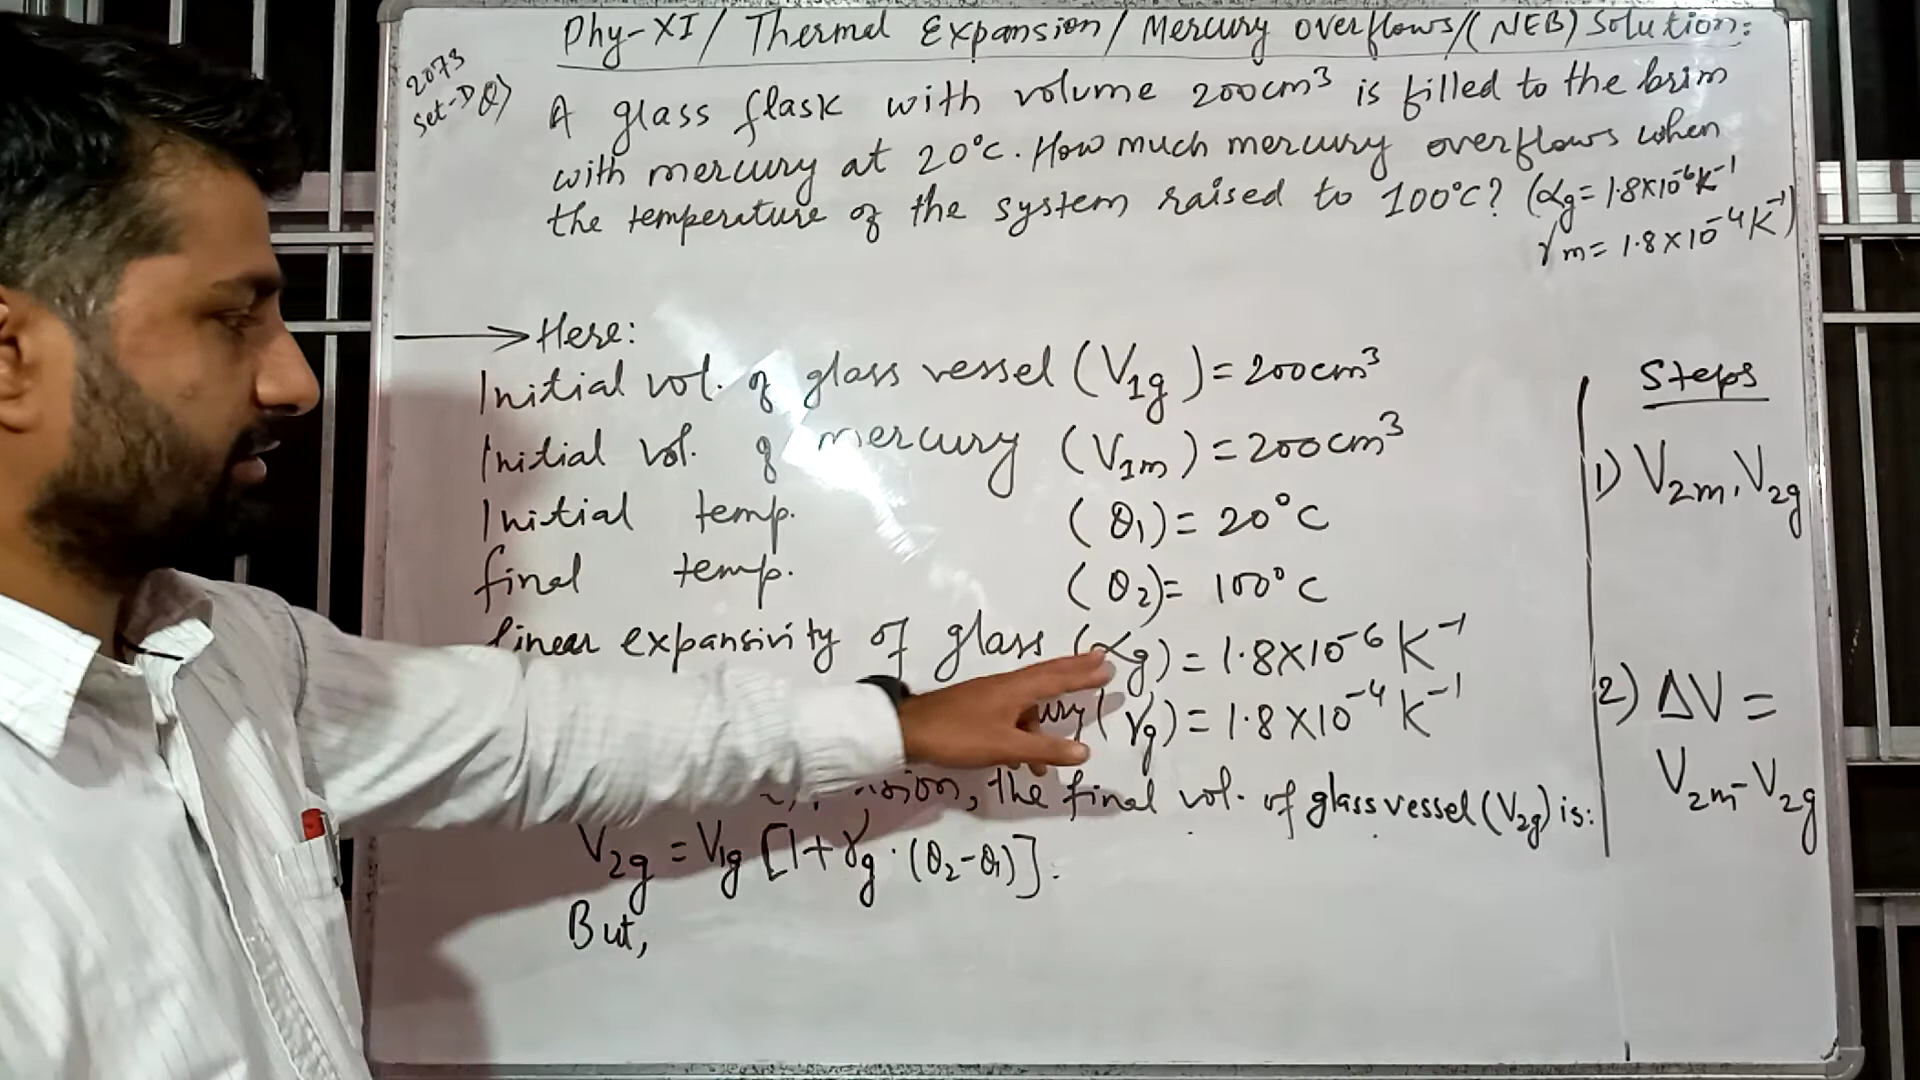 Phy-XI/ Thermal Expansion/ Mercury overflows/(NEB) Solution:
2073
Set-D Q)
A glass flask with volume 200cm³ is filled to the brim
with mercury at 20°C. How much mercury overflows when
the temperature of the system raised to 100°C? (αg = 1.8×10⁻⁶K⁻¹
γm = 1.8×10⁻⁴K⁻¹)
→ Here:
Initial vol. of glass vessel (V1g) = 200cm³
Initial vol. of mercury (V1m) = 200cm³
Initial temp. (θ1) = 20°C
final temp. (θ2) = 100°C
linear expansivity of glass (αg) = 1.8×10⁻⁶ K⁻¹
(γg) = 1.8×10⁻⁴ K⁻¹
the final vol. of glass vessel (V2g) is:
V2g = V1g [1+γg.(θ2-θ1)].
But,
Steps
1) V2m, V2g
2) ΔV =
V2m-V2g